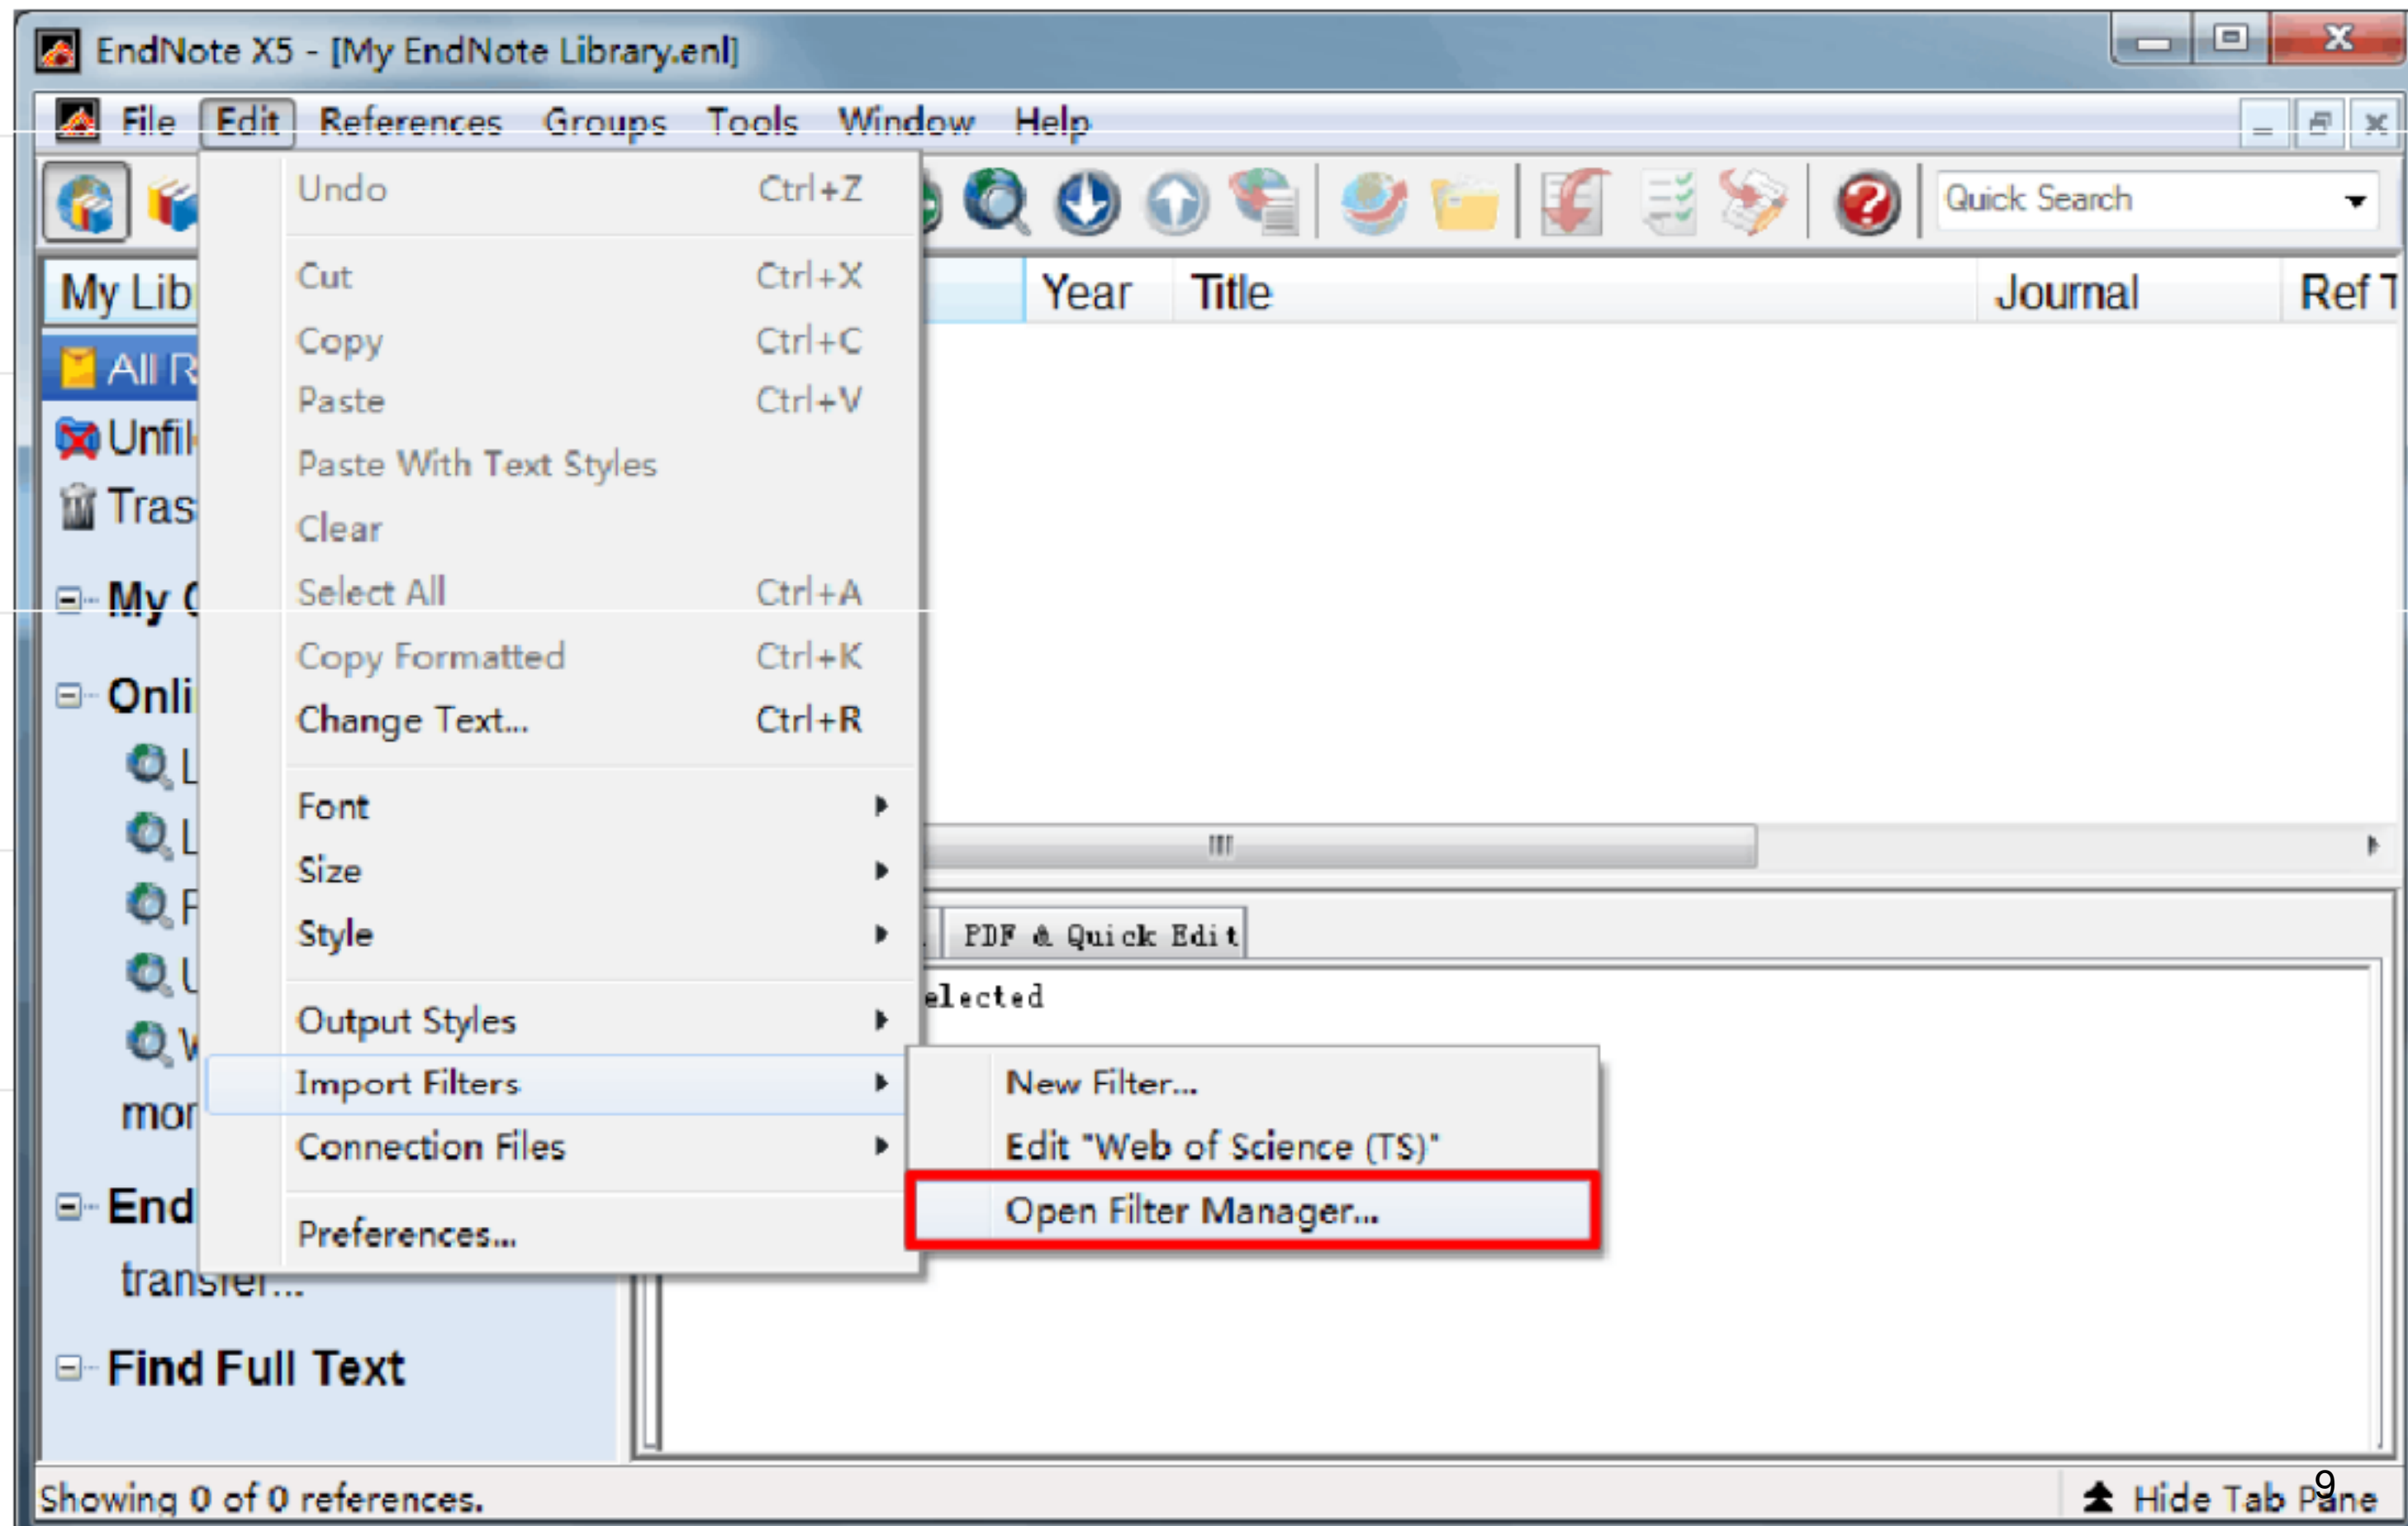 EndNote X5 - [My EndNote Library.enl]
File Edit References Groups Tools Window Help
Quick Search
My Lib
Year Title Journal Ref T
All R
Unfil
Tras
My
Onli
L
L
F
U
mor
End
transfer...
Find Full Text
Undo Ctrl+Z
Cut Ctrl+X
Copy Ctrl+C
Paste Ctrl+V
Paste With Text Styles
Clear
Select All Ctrl+A
Copy Formatted Ctrl+K
Change Text... Ctrl+R
Font
Size
Style
Output Styles
Import Filters
Connection Files
Preferences...
New Filter...
Edit "Web of Science (TS)"
Open Filter Manager...
PDF & Quick Edit
elected
Showing 0 of 0 references.
Hide Tab Pane
9